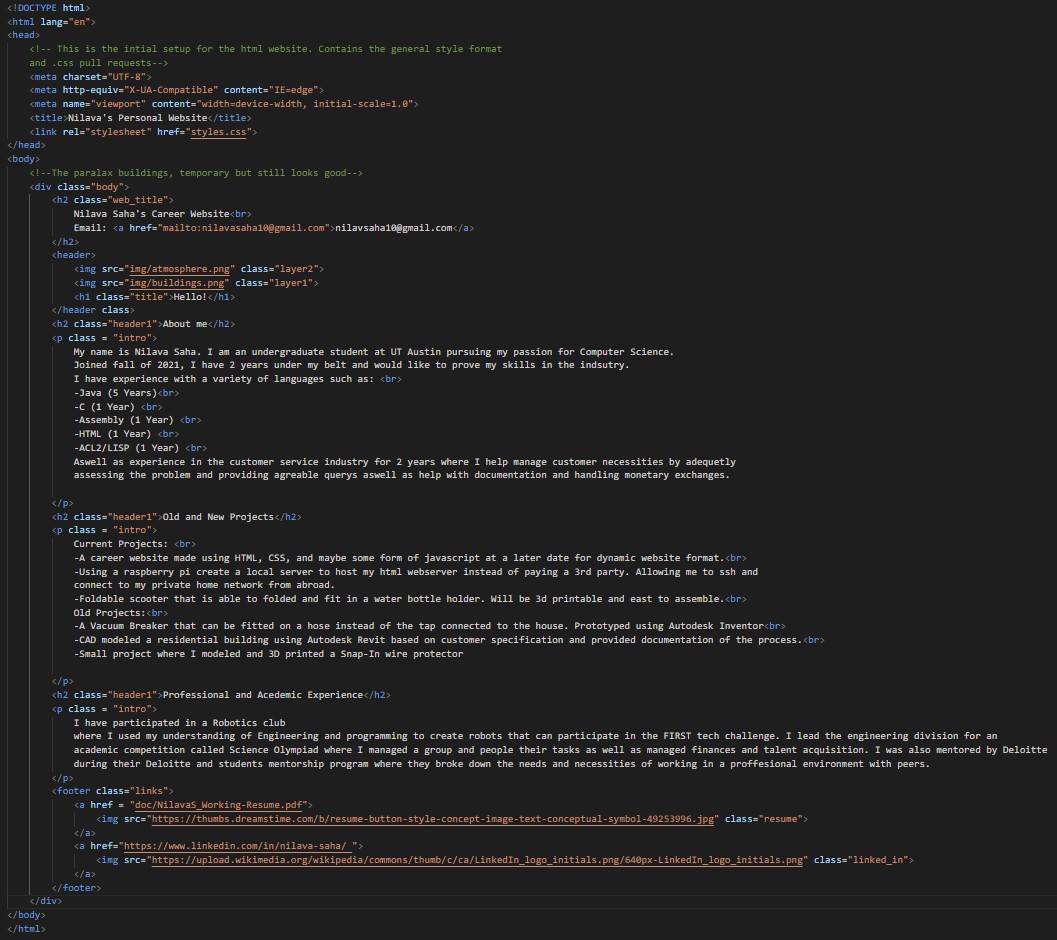 <!DOCTYPE html>
<html lang="en">
<head>
<!-- This is the intial setup for the html website. Contains the general style format
and .css pull requests-->
<meta charset="UTF-8">
<meta http-equiv="X-UA-Compatible" content="IE=edge">
<meta name="viewport" content="width=device-width, initial-scale=1.0">
<title>Nilava's Personal Website</title>
<link rel="stylesheet" href="styles.css">
</head>
<body>
<!--The paralax buildings, temporary but still looks good-->
<div class="body">
<h2 class="web_title">
Nilava Saha's Career Website<br>
Email: <a href="mailto:nilavasaha10@gmail.com">nilavsaha10@gmail.com</a>
</h2>
<header>
<img src="img/atmosphere.png" class="layer2">
<img src="img/buildings.png" class="layer1">
<h1 class="title">Hello!</h1>
</header class>
<h2 class="header1">About me</h2>
<p class = "intro">
My name is Nilava Saha. I am an undergraduate student at UT Austin pursuing my passion for Computer Science.
Joined fall of 2021, I have 2 years under my belt and would like to prove my skills in the indsutry.
I have experience with a variety of languages such as: <br>
-Java (5 Years)<br>
-C (1 Year) <br>
-Assembly (1 Year) <br>
-HTML (1 Year) <br>
-ACL2/LISP (1 Year) <br>
Aswell as experience in the customer service industry for 2 years where I help manage customer necessities by adequetly
assessing the problem and providing agreable querys aswell as help with documentation and handling monetary exchanges.
</p>
<h2 class="header1">Old and New Projects</h2>
<p class = "intro">
Current Projects: <br>
-A career website made using HTML, CSS, and maybe some form of javascript at a later date for dynamic website format.<br>
-Using a raspberry pi create a local server to host my html webserver instead of paying a 3rd party. Allowing me to ssh and
connect to my private home network from abroad.
-Foldable scooter that is able to folded and fit in a water bottle holder. Will be 3d printable and east to assemble.<br>
Old Projects:<br>
-A Vacuum Breaker that can be fitted on a hose instead of the tap connected to the house. Prototyped using Autodesk Inventor<br>
-CAD modeled a residential building using Autodesk Revit based on customer specification and provided documentation of the process.<br>
-Small project where I modeled and 3D printed a Snap-In wire protector
</p>
<h2 class="header1">Professional and Acedemic Experience</h2>
<p class = "intro">
I have participated in a Robotics club
where I used my understanding of Engineering and programming to create robots that can participate in the FIRST tech challenge. I lead the engineering division for an
academic competition called Science Olympiad where I managed a group and people their tasks as well as managed finances and talent acquisition. I was also mentored by Deloitte
during their Deloitte and students mentorship program where they broke down the needs and necessities of working in a proffesional environment with peers.
</p>
<footer class="links">
<a href = "doc/NilavaS_Working-Resume.pdf">
<img src="https://thumbs.dreamstime.com/b/resume-button-style-concept-image-text-conceptual-symbol-49253996.jpg" class="resume">
</a>
<a href="https://www.linkedin.com/in/nilava-saha/ ">
<img src="https://upload.wikimedia.org/wikipedia/commons/thumb/c/ca/LinkedIn_logo_initials.png/640px-LinkedIn_logo_initials.png" class="linked_in">
</a>
</footer>
</div>
</body>
</html>